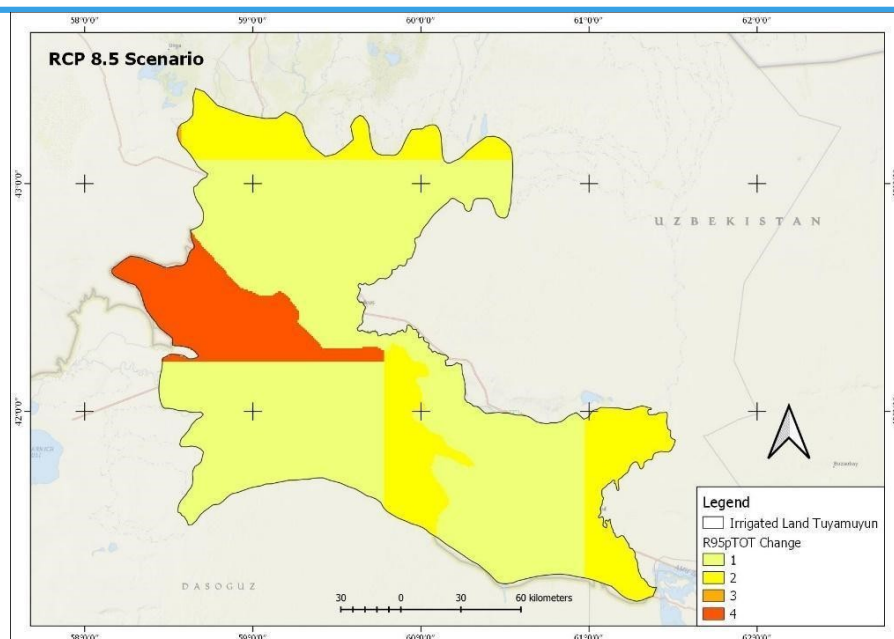 58°0'0" 59°0'0" 60°0'0" 61°0'0" 62°0'0"
RCP 8.5 Scenario
43°0'0"
UZBEKISTAN
42°0'0"
DASOGUZ
30 0 30 60 kilometers
Legend
Irrigated Land Tuyamuyun
R95pTOT Change
1
2
3
4
58°0'0" 59°0'0" 60°0'0" 61°0'0" 62°0'0"